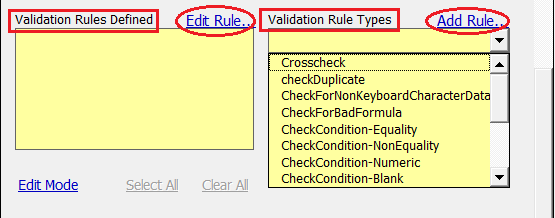 Validation Rules Defined Edit Rule... Validation Rule Types Add Rule...
Crosscheck
checkDuplicate
CheckForNonKeyboardCharacterData
CheckForBadFormula
CheckCondition-Equality
CheckCondition-NonEquality
CheckCondition-Numeric
CheckCondition-Blank
Edit Mode Select All Clear All